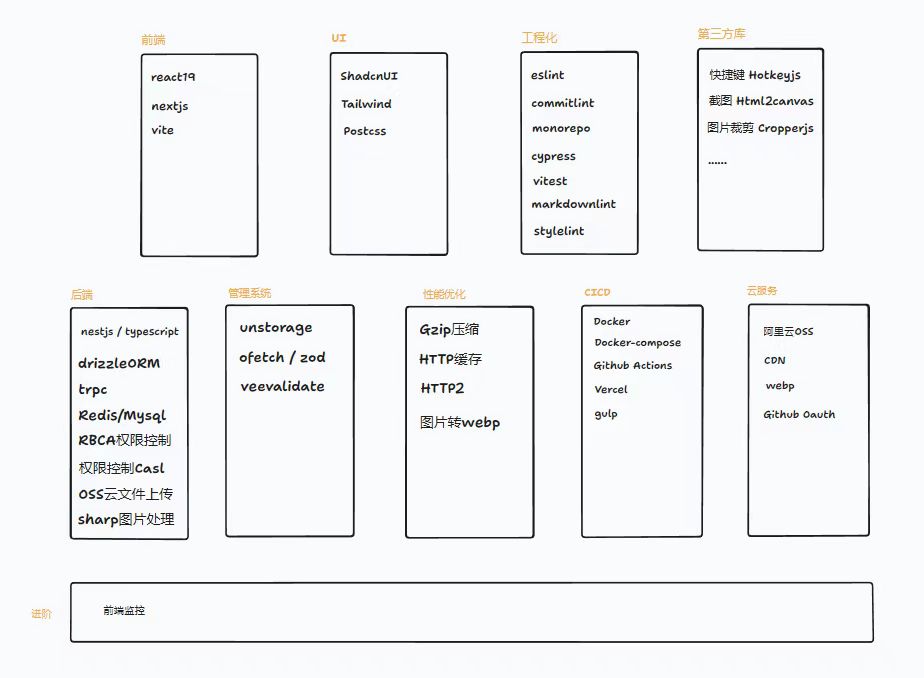 前端
react19
nextjs
vite
UI
ShadcnUI
Tailwind
Postcss
工程化
eslint
commitlint
monorepo
cypress
vitest
markdownlint
stylelint
第三方库
快捷键 Hotkeyjs
截图 Html2canvas
图片裁剪 Cropperjs
......
后端
nestjs / typescript
drizzleORM
trpc
Redis/Mysql
RBCA权限控制
权限控制Casl
OSS云文件上传
sharp图片处理
管理系统
unstorage
ofetch / zod
veevalidate
性能优化
Gzip压缩
HTTP缓存
HTTP2
图片转webp
CICD
Docker
Docker-compose
Github Actions
Vercel
gulp
云服务
阿里云OSS
CDN
webp
Github Oauth
进阶
前端监控